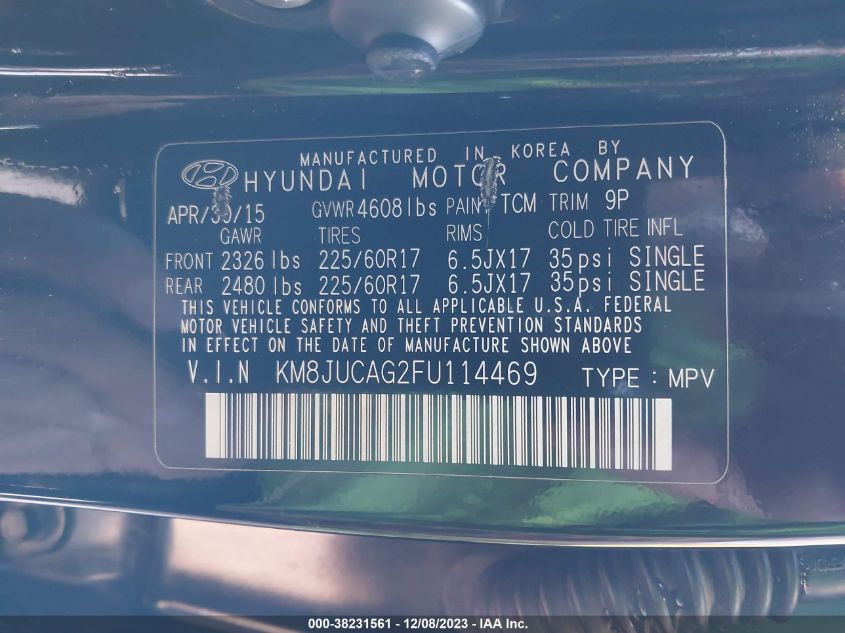 MANUFACTURED IN KOREA BY
HYUNDAI MOTOR COMPANY
APR/30/15 GVWR 4608 lbs PAINT TCM TRIM 9P
GAWR TIRES RIMS COLD TIRE INFL
FRONT 2326 lbs 225/60R17 6.5JX17 35psi SINGLE
REAR 2480 lbs 225/60R17 6.5JX17 35psi SINGLE
THIS VEHICLE CONFORMS TO ALL APPLICABLE U.S.A. FEDERAL
MOTOR VEHICLE SAFETY AND THEFT PREVENTION STANDARDS
IN EFFECT ON THE DATE OF MANUFACTURE SHOWN ABOVE
V.I.N KM8JUCAG2FU114469 TYPE : MPV
000-38231561 - 12/08/2023 - IAA Inc.